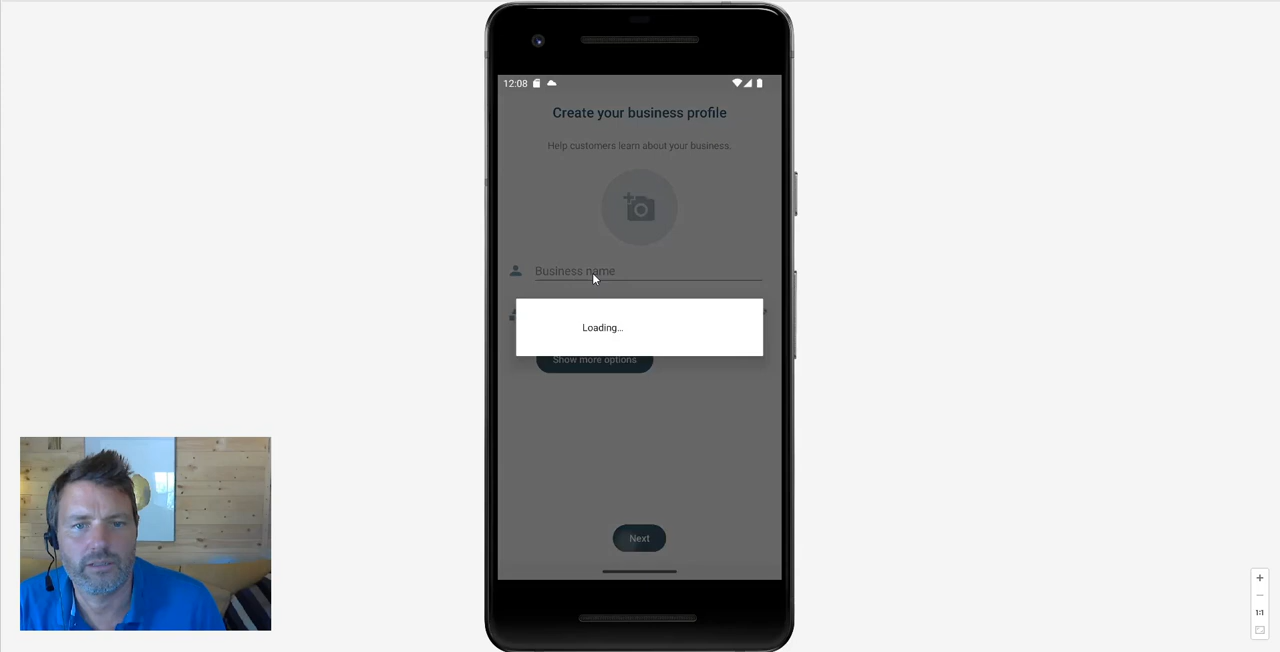 12:08
Create your business profile
Help customers learn about your business.
Business name
Loading...
Show more options
Next
1:1